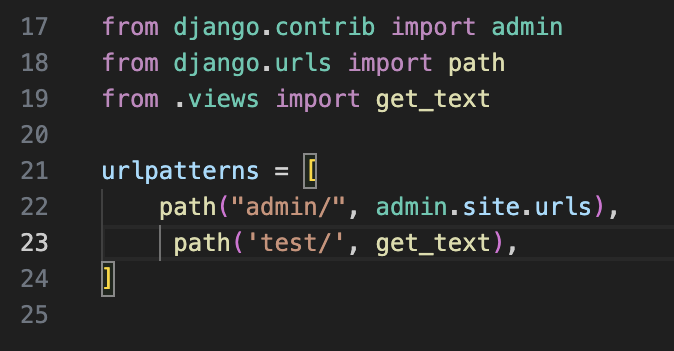 17 from django.contrib import admin
18 from django.urls import path
19 from .views import get_text
20
21 urlpatterns = [
22     path("admin/", admin.site.urls),
23      path('test/', get_text),
24 ]
25